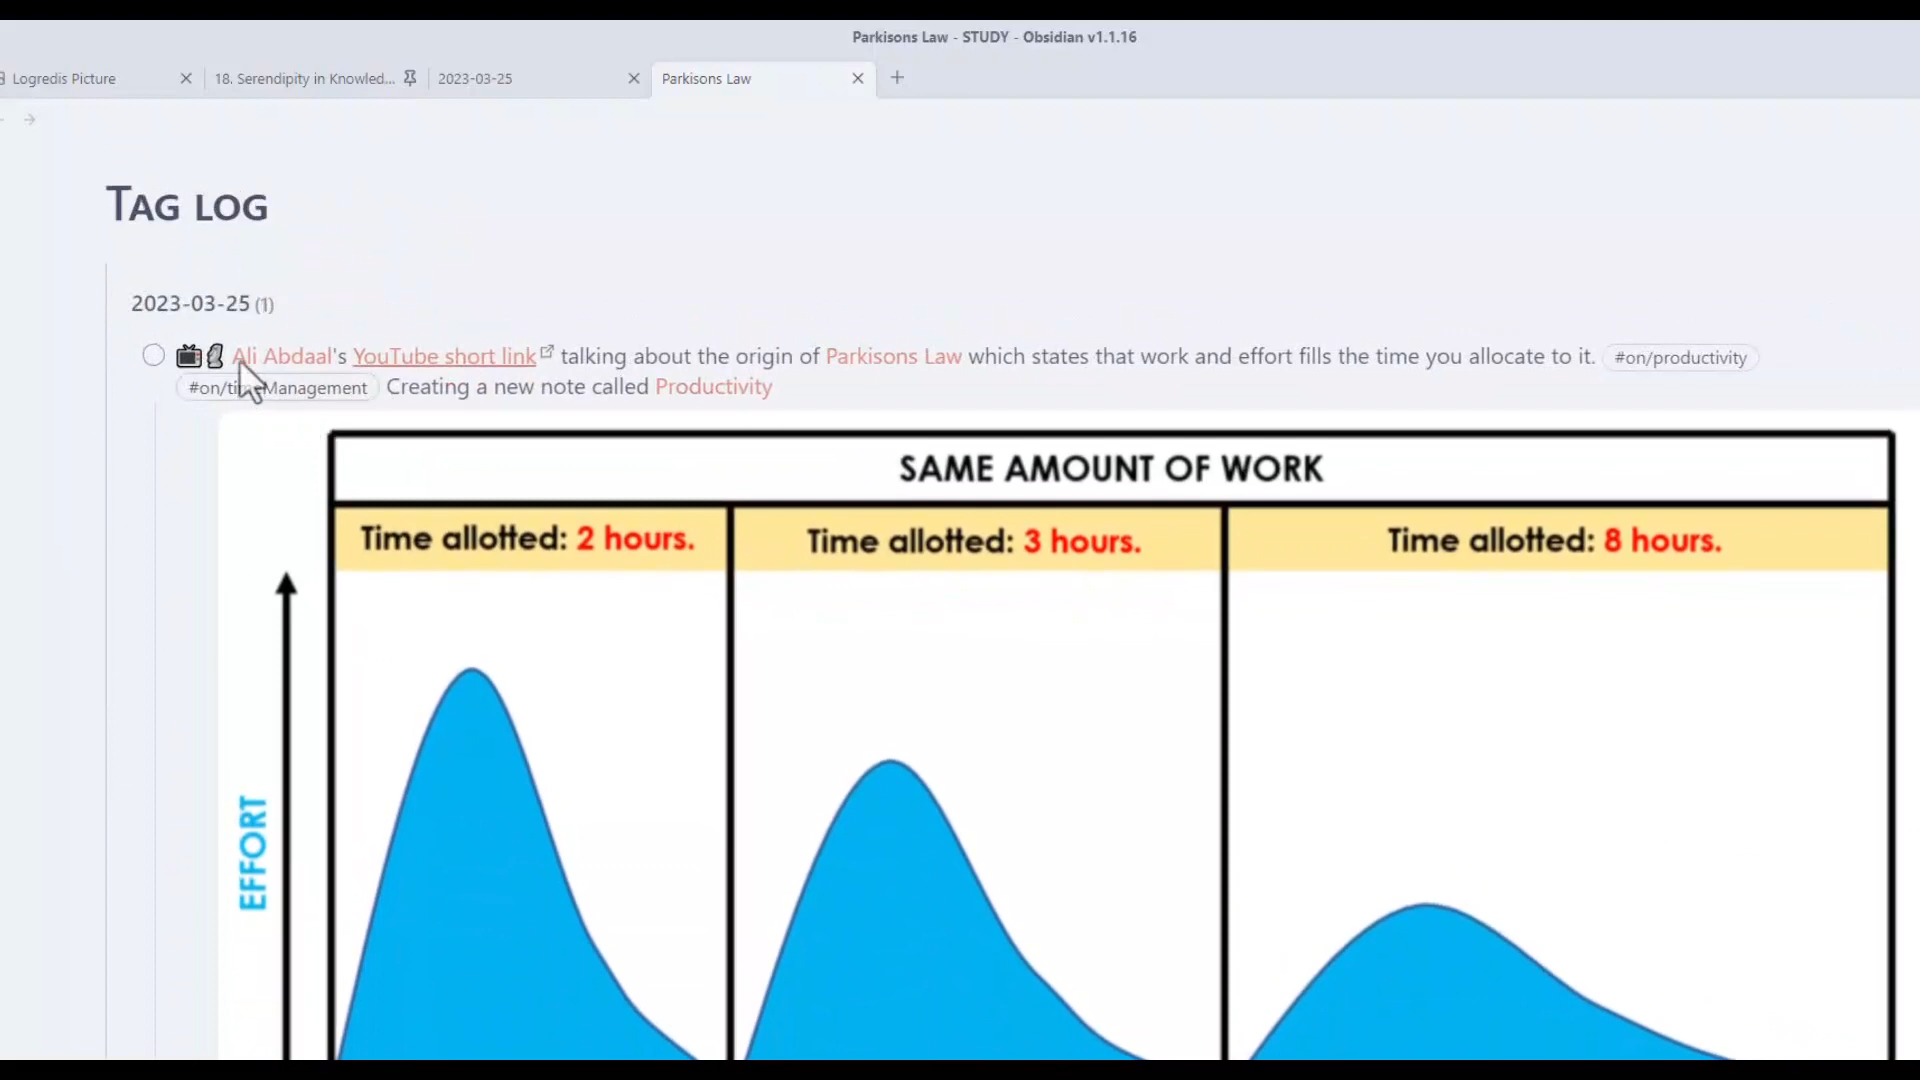 Parkisons Law - STUDY - Obsidian v1.1.16
Logredis Picture
18. Serendipity in Knowled...
2023-03-25
Parkisons Law
TAG LOG
2023-03-25 (1)
Ali Abdaal's YouTube short link talking about the origin of Parkisons Law which states that work and effort fills the time you allocate to it. #on/productivity
#on/timeManagement Creating a new note called Productivity
SAME AMOUNT OF WORK
Time allotted: 2 hours.
Time allotted: 3 hours.
Time allotted: 8 hours.
EFFORT